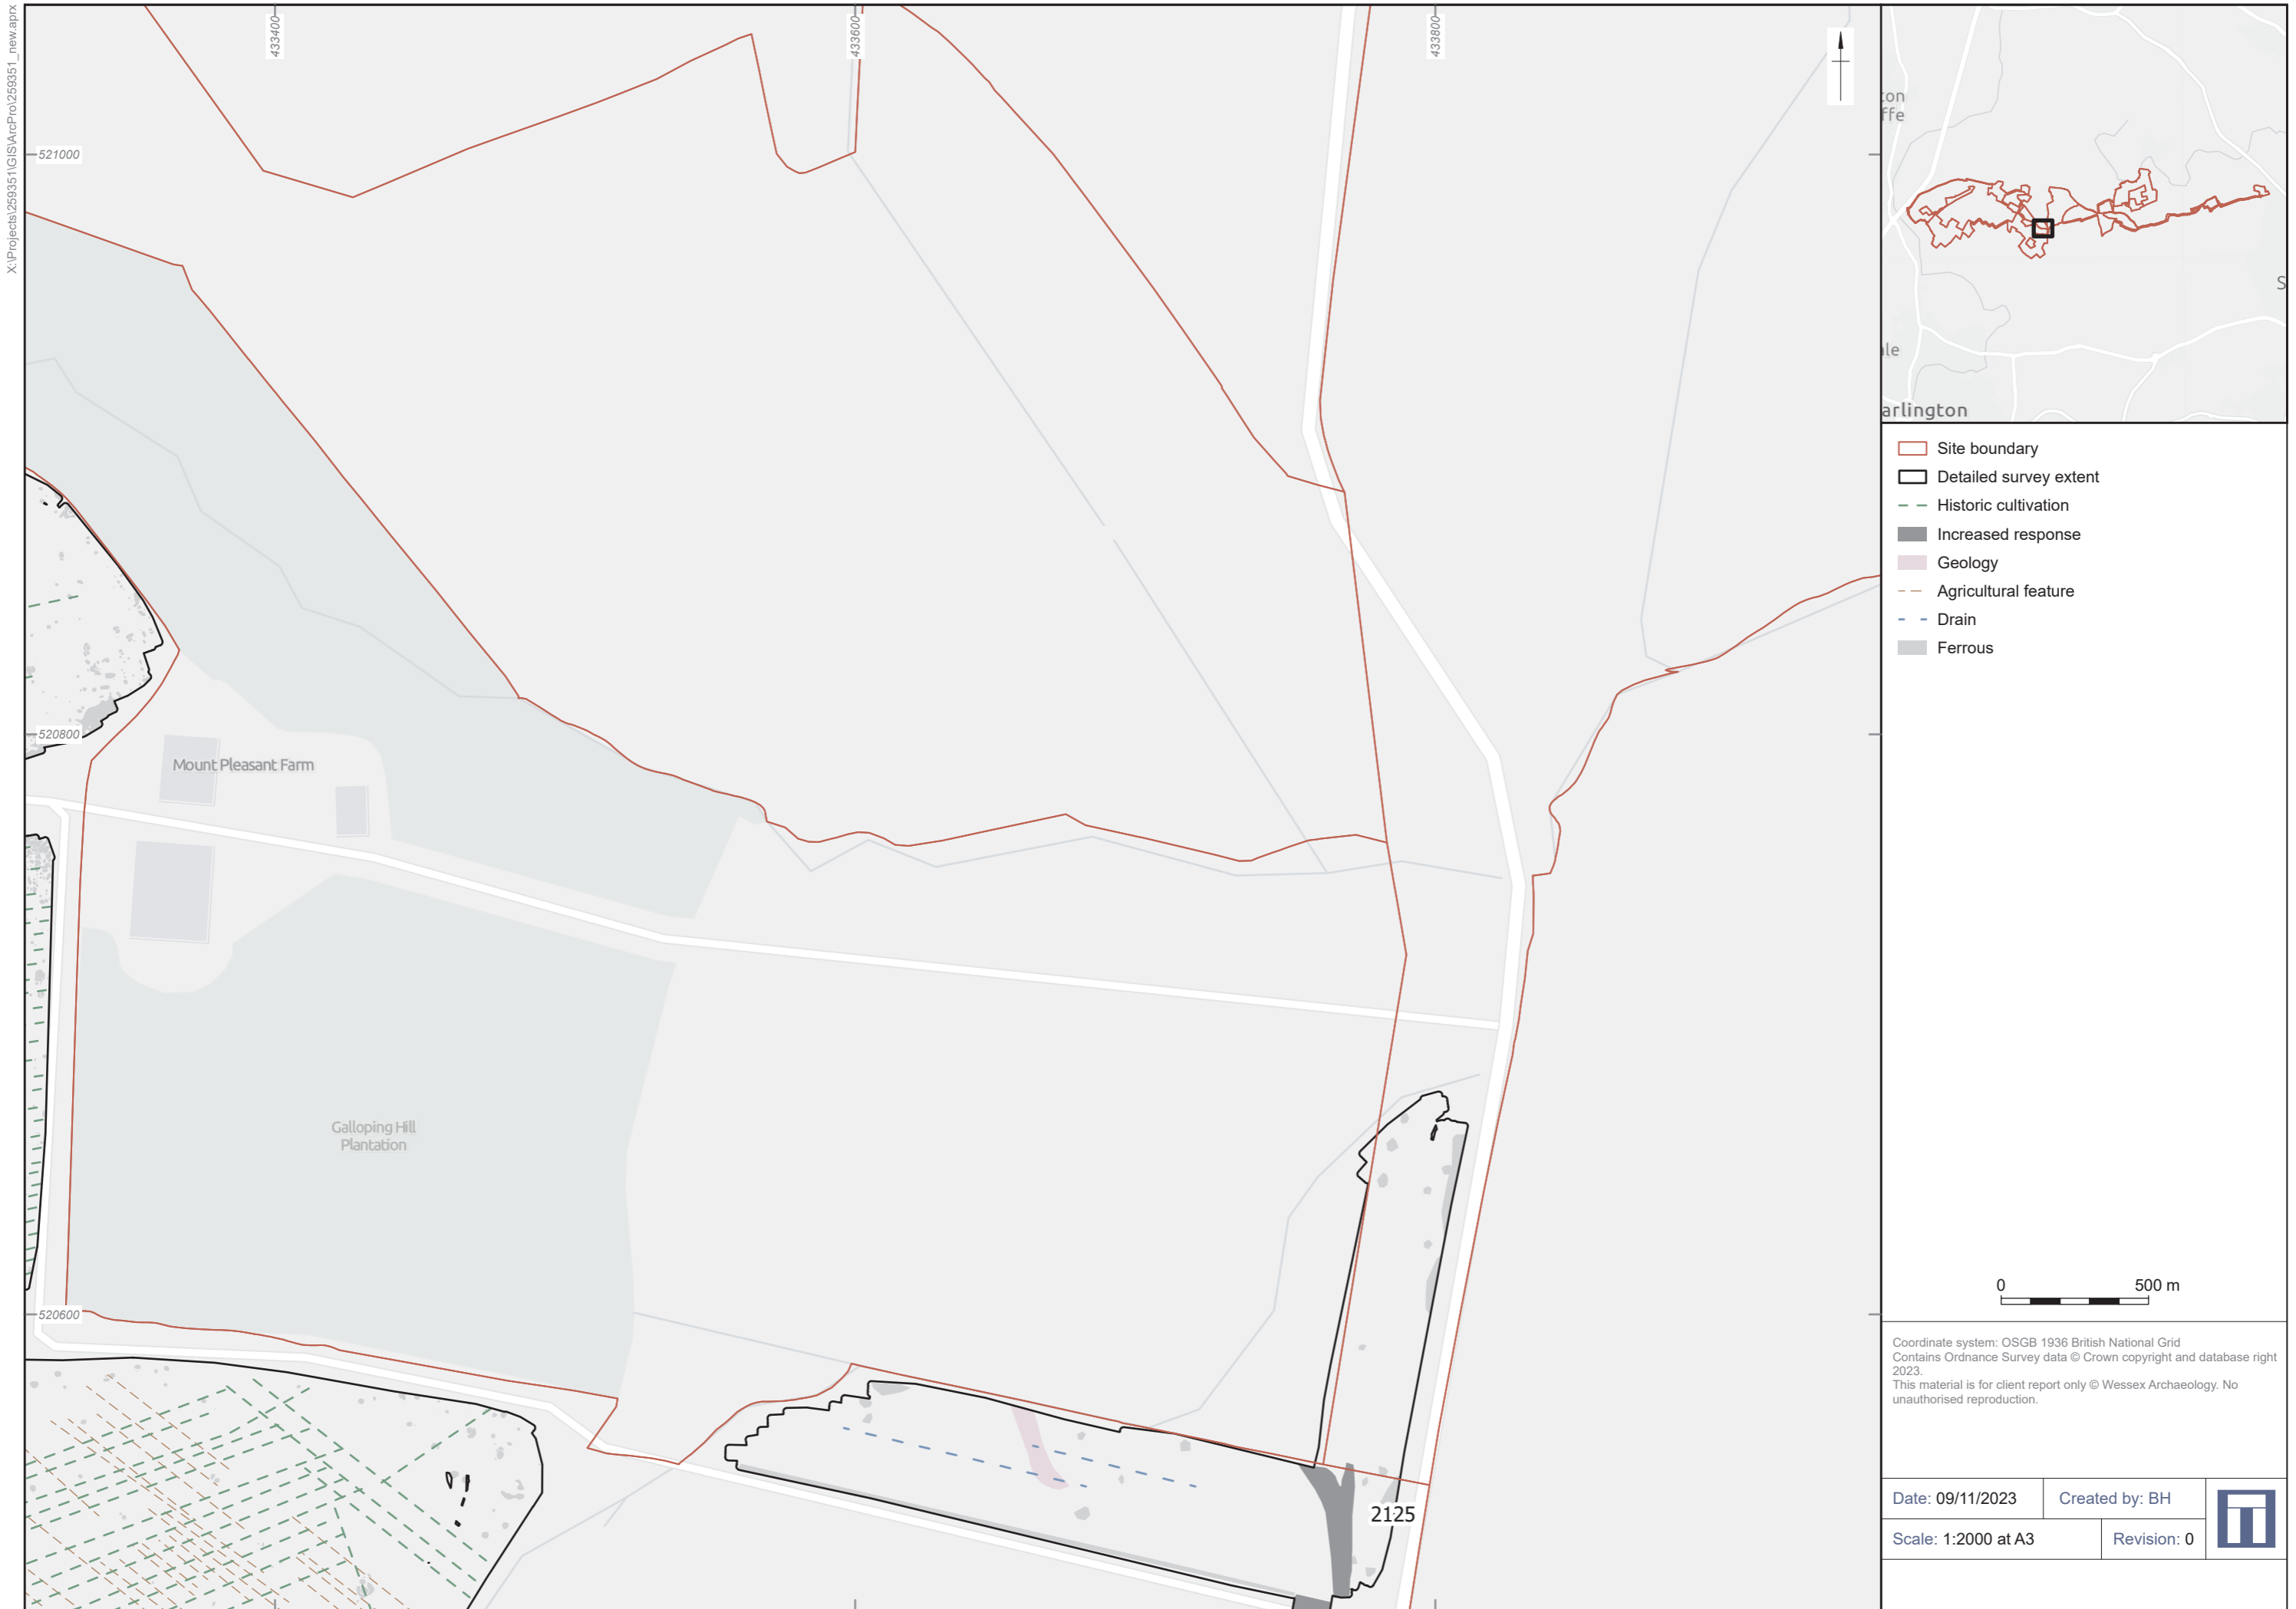 X:\Projects\259351\GIS\ArcPro\259351_new.aprx
433400
433600
433800
521000
520800
520600
Mount Pleasant Farm
Galloping Hill
Plantation
2125
ton
ffe
S
le
arlington
Site boundary
Detailed survey extent
Historic cultivation
Increased response
Geology
Agricultural feature
Drain
Ferrous
0 500 m
Coordinate system: OSGB 1936 British National Grid
Contains Ordnance Survey data © Crown copyright and database right
2023.
This material is for client report only © Wessex Archaeology. No
unauthorised reproduction.
Date: 09/11/2023 Created by: BH
Scale: 1:2000 at A3 Revision: 0